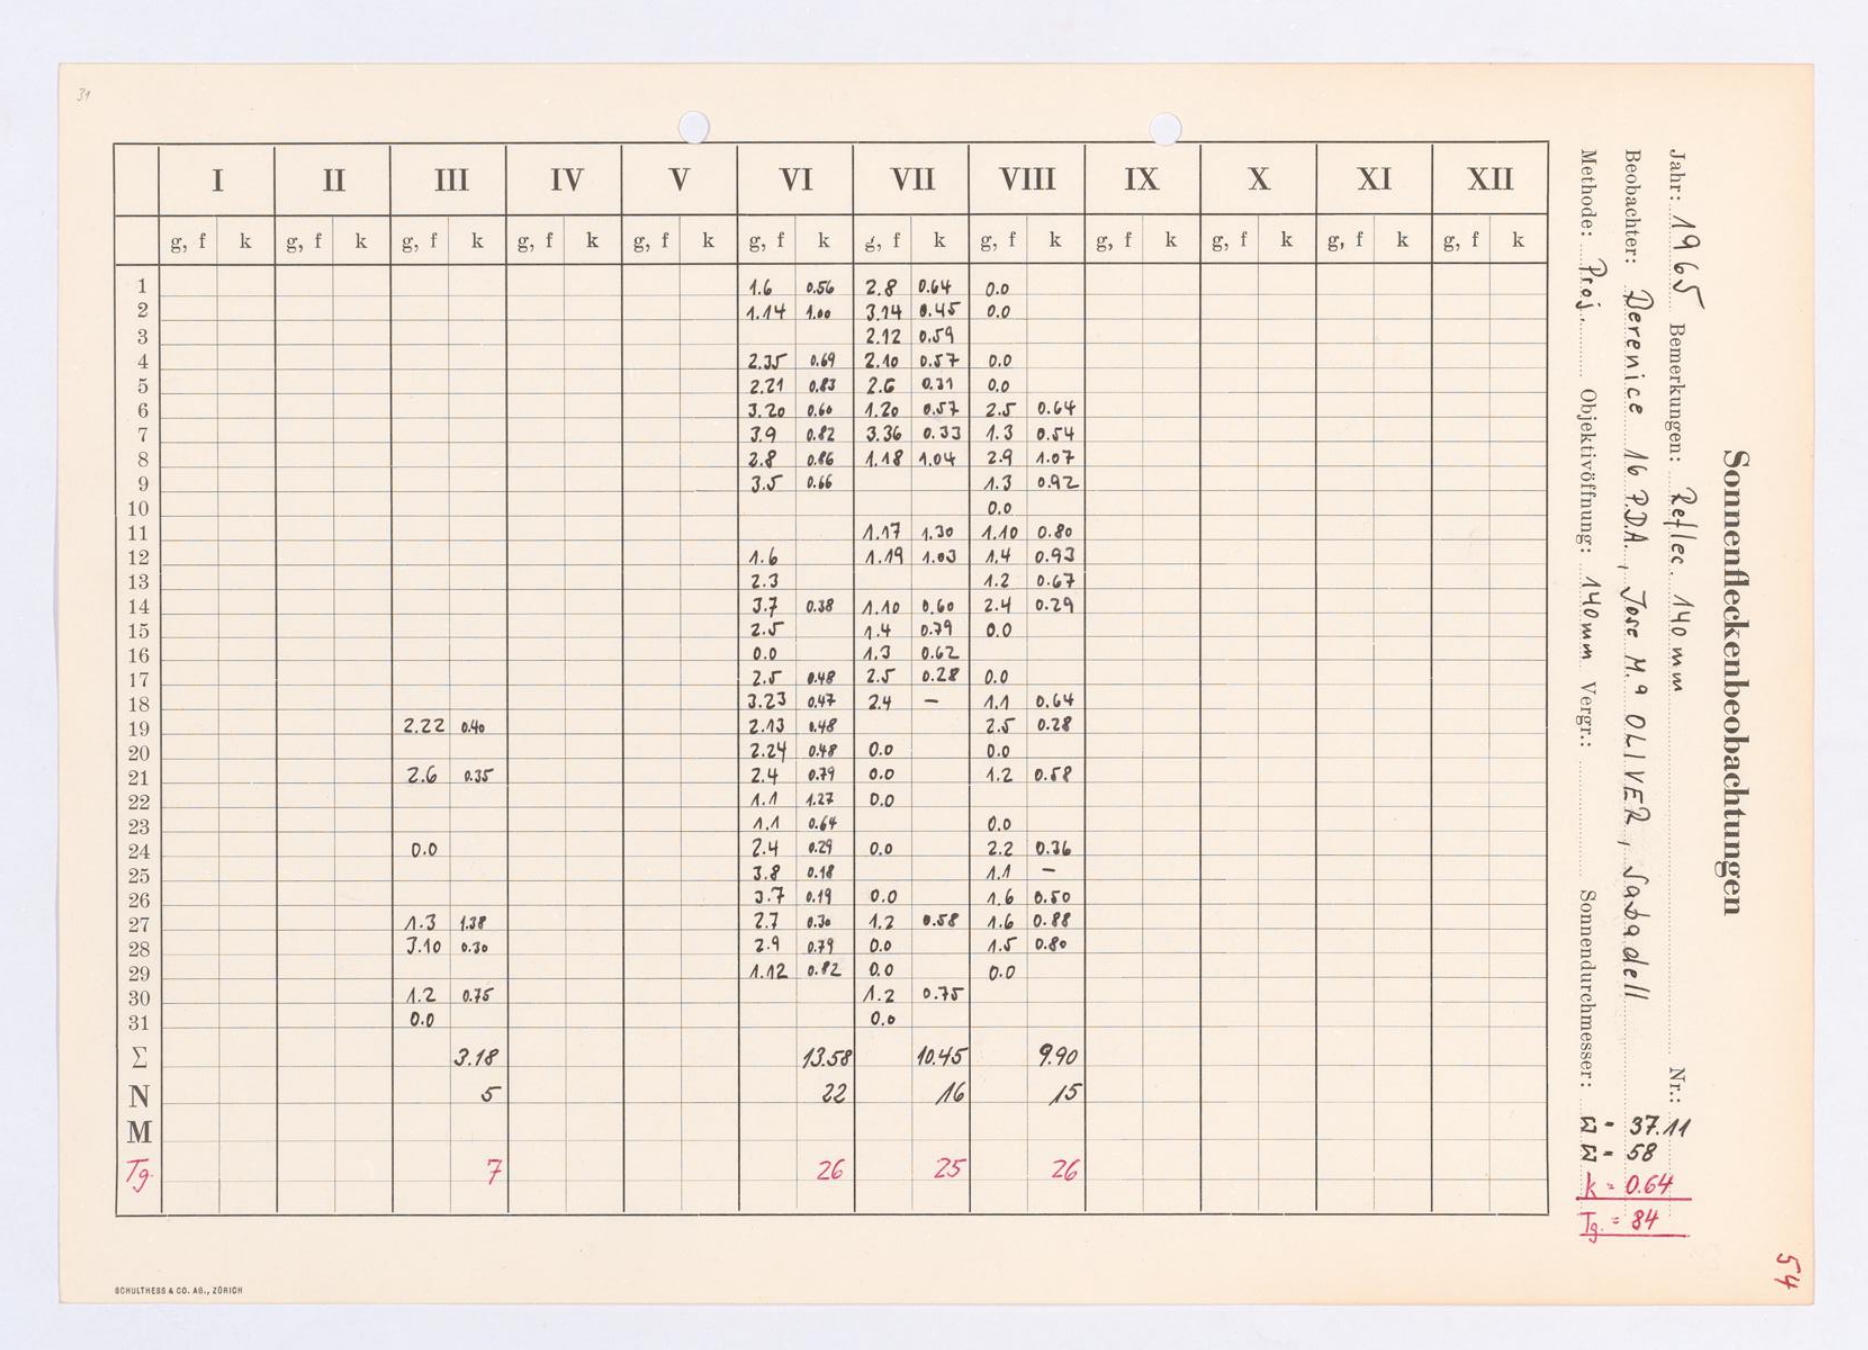 31
Sonnenfleckenbeobachtungen
Jahr: 1965 Bemerkungen: Reflec. 140 mm Nr.:
Beobachter: Derenice 16 P.D.A., Jose M.ª OLIVER, Sabadell
Methode: Proj. Objektivöffnung: 140mm Vergr.: Sonnendurchmesser:
I II III IV V VI VII VIII IX X XI XII
g, f k g, f k g, f k g, f k g, f k g, f k g, f k g, f k g, f k g, f k g, f k g, f k
1 1.6 0.56 2.8 0.64 0.0
2 1.14 1.00 3.14 0.45 0.0
3 2.12 0.59
4 2.35 0.69 2.10 0.57 0.0
5 2.21 0.83 2.6 0.31 0.0
6 3.20 0.60 1.20 0.57 2.5 0.64
7 3.9 0.82 3.36 0.33 1.3 0.54
8 2.8 0.86 1.18 1.04 2.9 1.07
9 3.5 0.66 1.3 0.92
10 0.0
11 1.17 1.30 1.10 0.80
12 1.6 1.19 1.03 1.4 0.93
13 2.3 1.2 0.67
14 3.7 0.38 1.10 0.60 2.4 0.29
15 2.5 1.4 0.79 0.0
16 0.0 1.3 0.62
17 2.5 0.48 2.5 0.28 0.0
18 3.23 0.47 2.4 – 1.1 0.64
19 2.22 0.40 2.13 0.48 2.5 0.28
20 2.24 0.48 0.0 0.0
21 2.6 0.35 2.4 0.79 0.0 1.2 0.58
22 1.1 1.27 0.0
23 1.1 0.64 0.0
24 0.0 2.4 0.29 0.0 2.2 0.36
25 3.8 0.18 1.1 –
26 3.7 0.19 0.0 1.6 0.50
27 1.3 1.38 2.7 0.30 1.2 0.58 1.6 0.88
28 3.10 0.30 2.9 0.79 0.0 1.5 0.80
29 1.12 0.82 0.0 0.0
30 1.2 0.75 1.2 0.75
31 0.0 0.0
Σ 3.18 13.58 10.45 9.90
N 5 22 16 15
M
Tg. 7 26 25 26
Σ = 37.11
Σ = 58
k = 0.64
Tg. = 84
54
SCHULTHESS & CO. AG., ZÜRICH